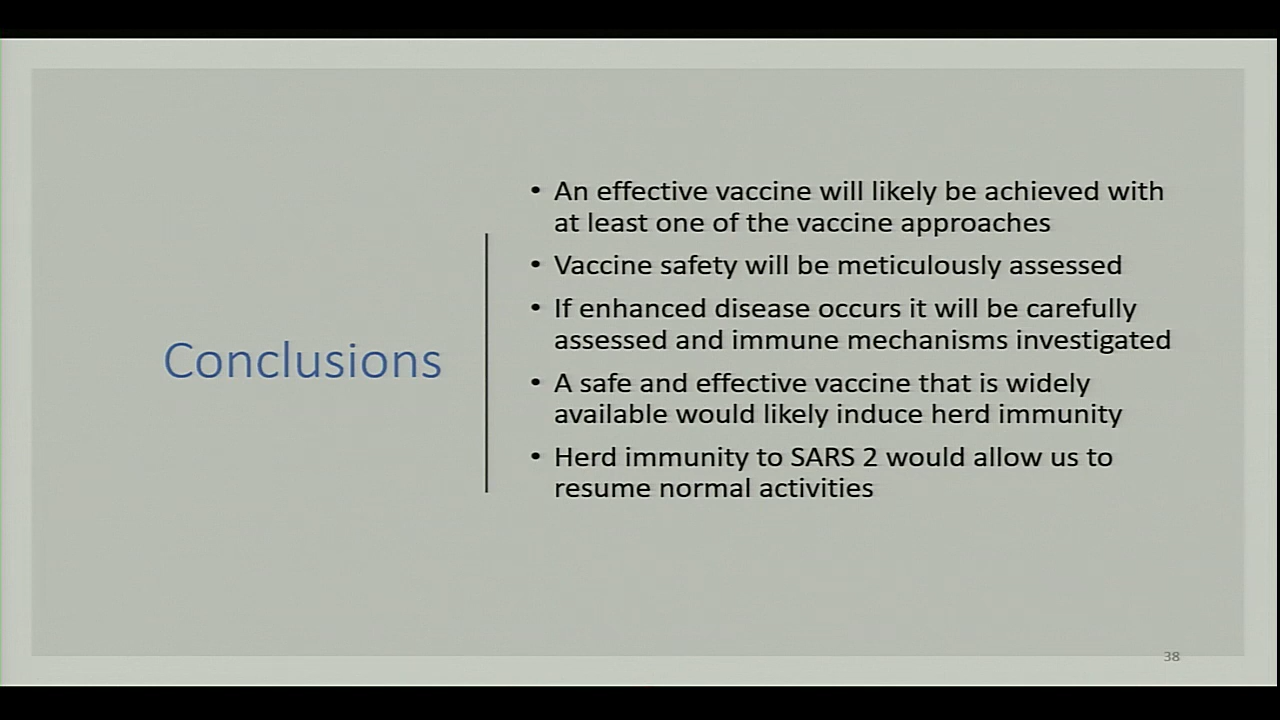 Conclusions
• An effective vaccine will likely be achieved with
at least one of the vaccine approaches
• Vaccine safety will be meticulously assessed
• If enhanced disease occurs it will be carefully
assessed and immune mechanisms investigated
• A safe and effective vaccine that is widely
available would likely induce herd immunity
• Herd immunity to SARS 2 would allow us to
resume normal activities
38